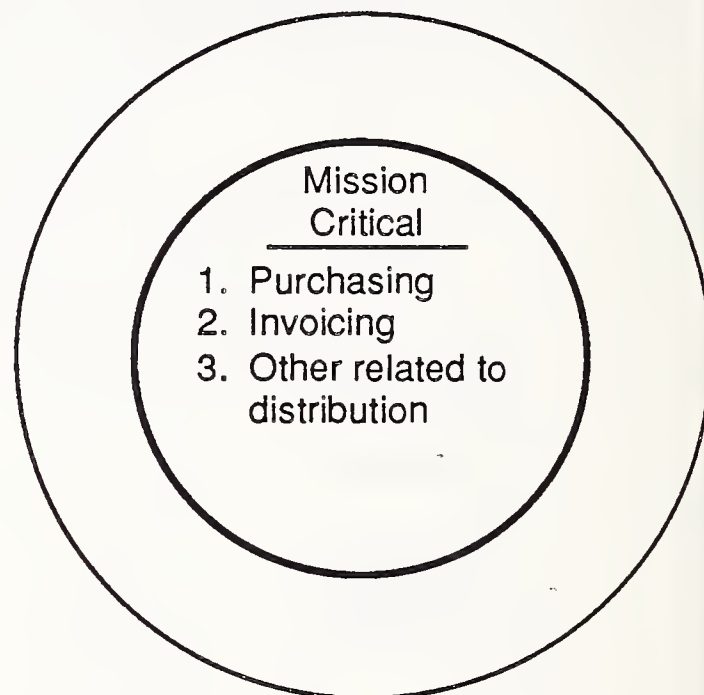 Mission
Critical
1. Purchasing
2. Invoicing
3. Other related to
distribution